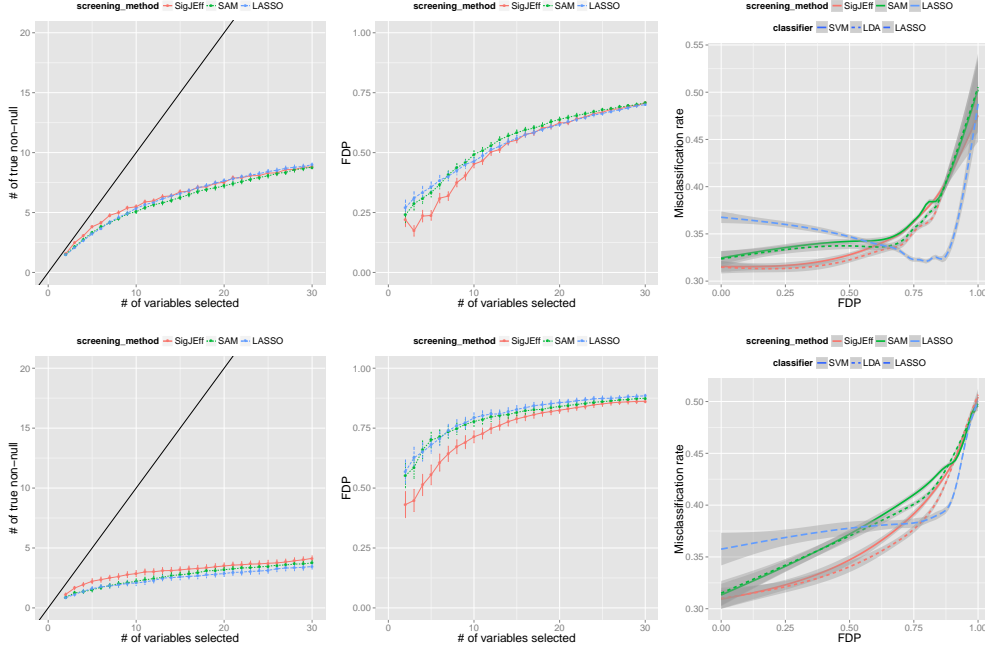 screening_method SigJEff SAM LASSO
# of true non−null
20
15
10
5
0
0 10 20 30
# of variables selected
screening_method SigJEff SAM LASSO
FDP
1.00
0.75
0.50
0.25
0.00
0 10 20 30
# of variables selected
screening_method SigJEff SAM LASSO
classifier SVM LDA LASSO
Misclassification rate
0.55
0.50
0.45
0.40
0.35
0.30
0.00 0.25 0.50 0.75 1.00
FDP
screening_method SigJEff SAM LASSO
# of true non−null
20
15
10
5
0
0 10 20 30
# of variables selected
screening_method SigJEff SAM LASSO
FDP
1.00
0.75
0.50
0.25
0.00
0 10 20 30
# of variables selected
screening_method SigJEff SAM LASSO
classifier SVM LDA LASSO
Misclassification rate
0.50
0.45
0.40
0.35
0.30
0.00 0.25 0.50 0.75 1.00
FDP